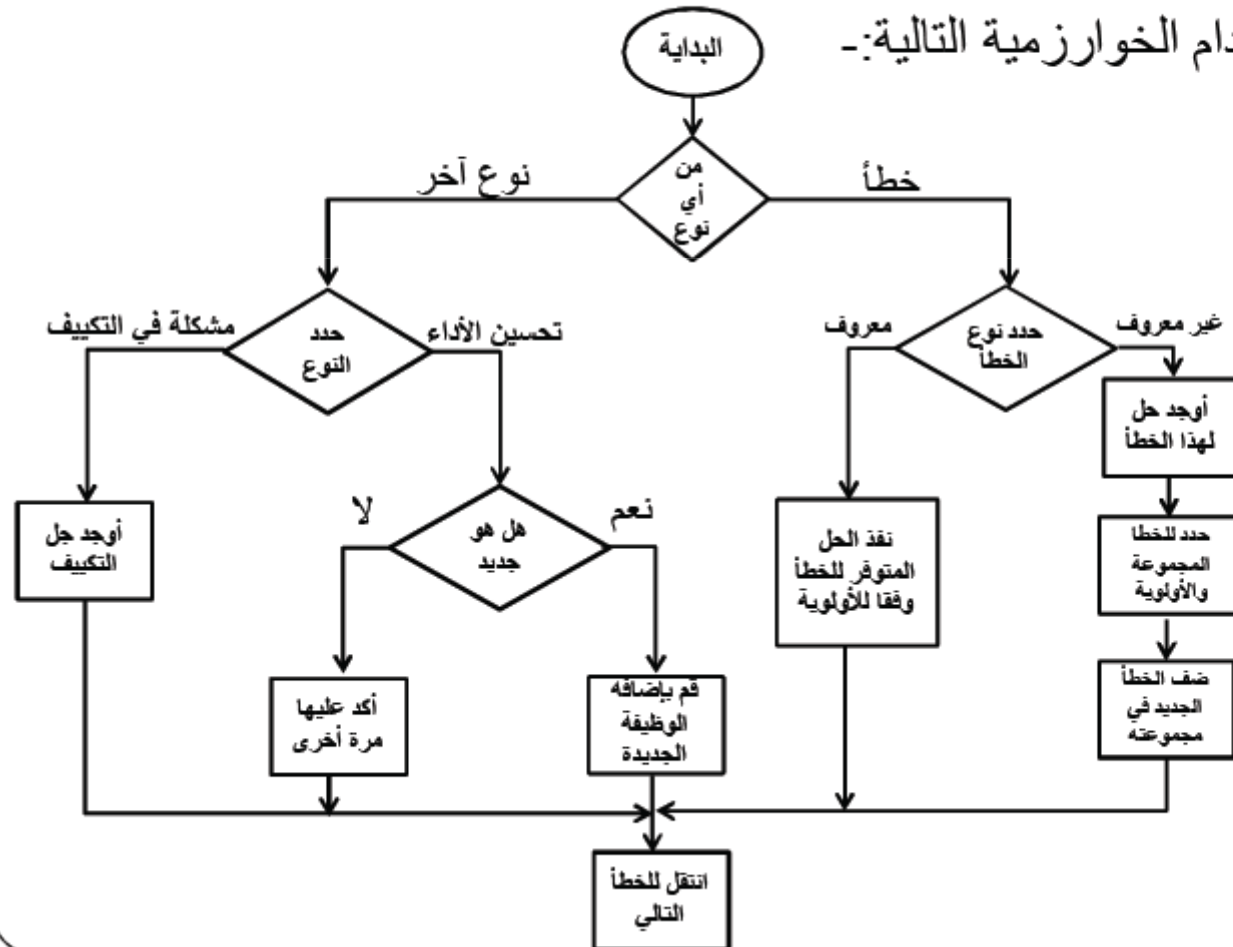 دام الخوارزمية التالية:-
البداية
من
أي
نوع
خطأ
نوع آخر
حدد نوع
الخطأ
غير معروف
معروف
حدد
النوع
تحسين الأداء
مشكلة في التكييف
أوجد حل
لهذا الخطأ
حدد للخطا
المجموعة
والأولوية
ضف الخطأ
الجديد في
مجموعته
نفذ الحل
المتوفر للخطأ
وفقا للأولوية
هل هو
جديد
نعم
لا
قم بإضافه
الوظيفة
الجديدة
أكد عليها
مرة أخرى
أوجد جل
التكييف
انتقل للخطأ
التالي